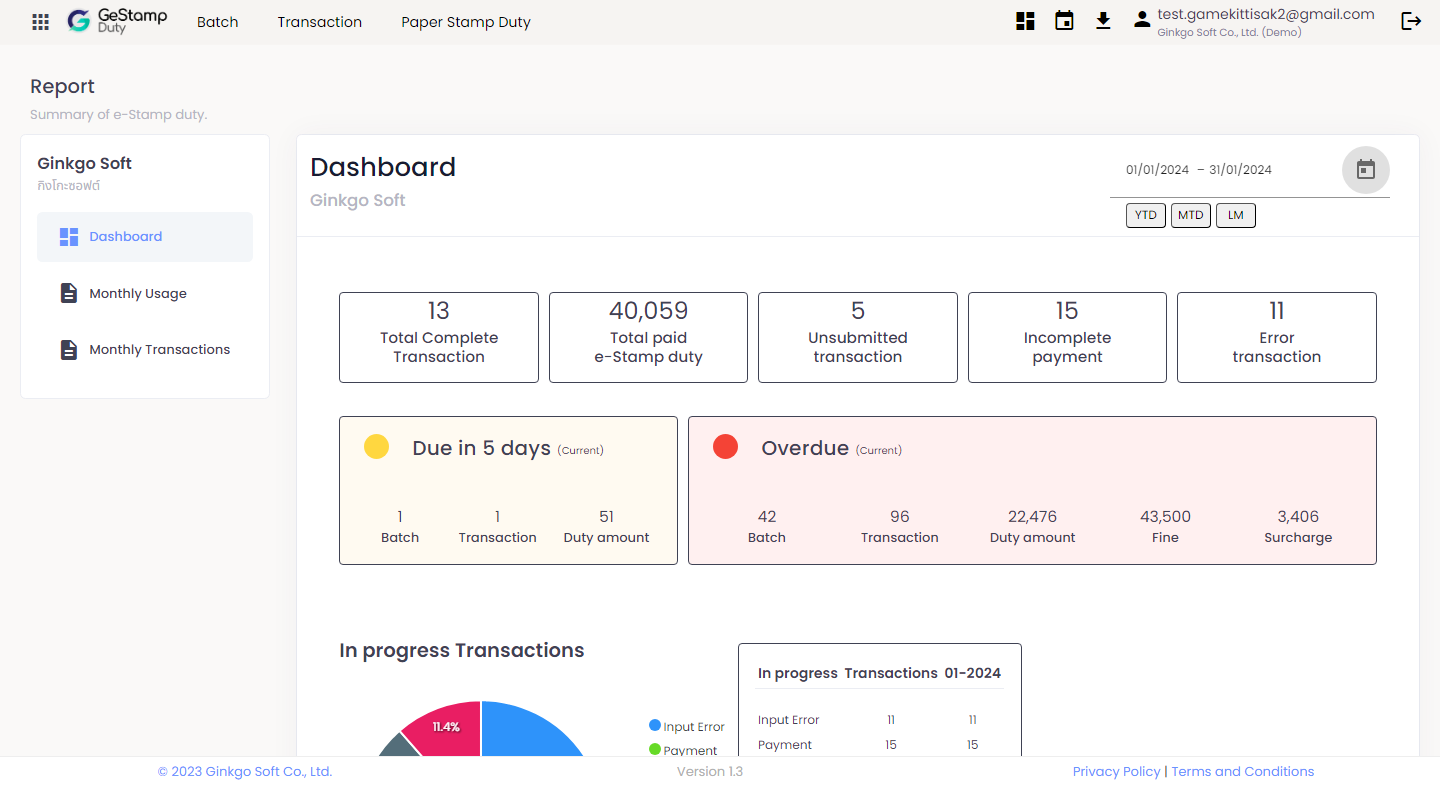 GeStamp
Duty
Batch
Transaction
Paper Stamp Duty
test.gamekittisak2@gmail.com
Ginkgo Soft Co., Ltd. (Demo)
Report
Summary of e-Stamp duty.
Ginkgo Soft
กิงโกะซอฟต์
Dashboard
Monthly Usage
Monthly Transactions
Dashboard
Ginkgo Soft
01/01/2024 – 31/01/2024
YTD
MTD
LM
13
Total Complete
Transaction
40,059
Total paid
e-Stamp duty
5
Unsubmitted
transaction
15
Incomplete
payment
11
Error
transaction
Due in 5 days (Current)
1
Batch
1
Transaction
51
Duty amount
Overdue (Current)
42
Batch
96
Transaction
22,476
Duty amount
43,500
Fine
3,406
Surcharge
In progress Transactions
11.4%
Input Error
Payment
In progress Transactions 01-2024
Input Error 11 11
Payment 15 15
© 2023 Ginkgo Soft Co., Ltd.
Version 1.3
Privacy Policy | Terms and Conditions